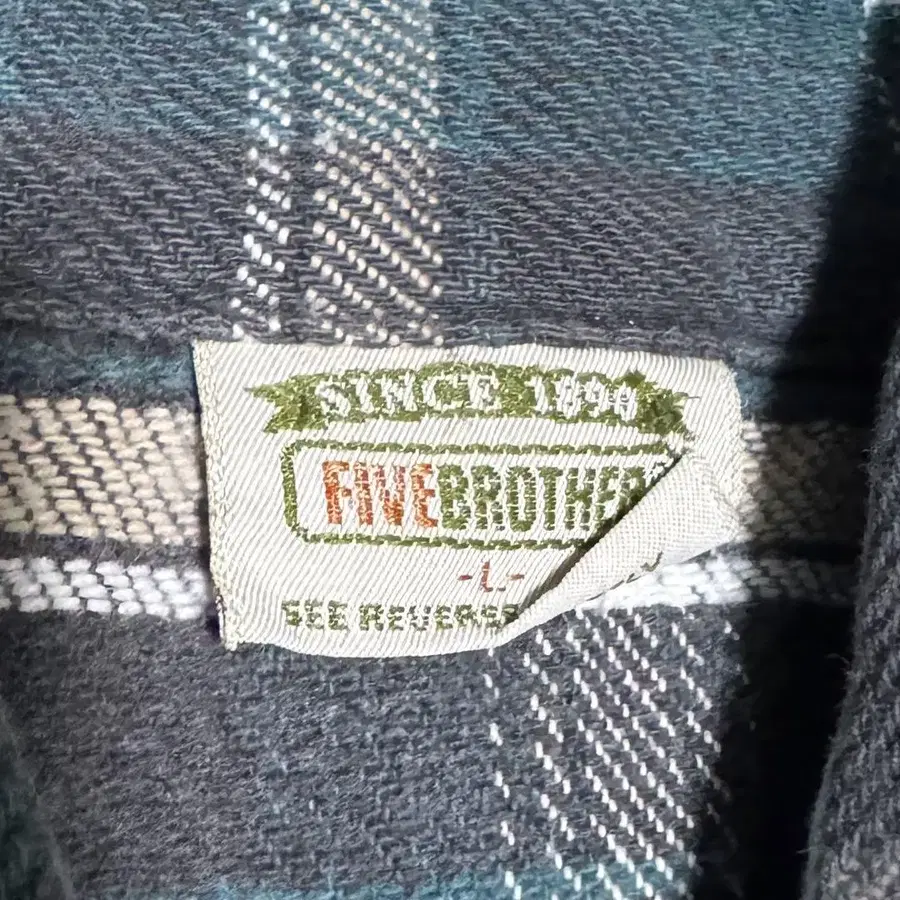 SINCE 1890
FIVEBROTHER
-L-
SEE REVERSE